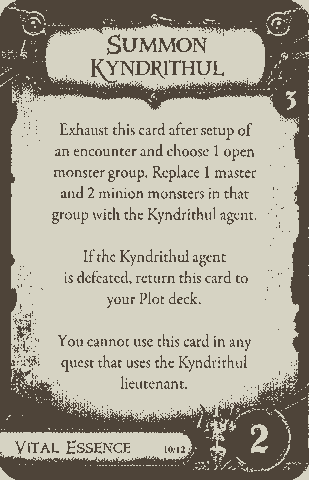 Summon
Kyndrithul
3
Exhaust this card after setup of
an encounter and choose 1 open
monster group. Replace 1 master
and 2 minion monsters in that
group with the Kyndrithul agent.
If the Kyndrithul agent
is defeated, return this card to
your Plot deck.
You cannot use this card in any
quest that uses the Kyndrithul
lieutenant.
Vital Essence
10/12
2